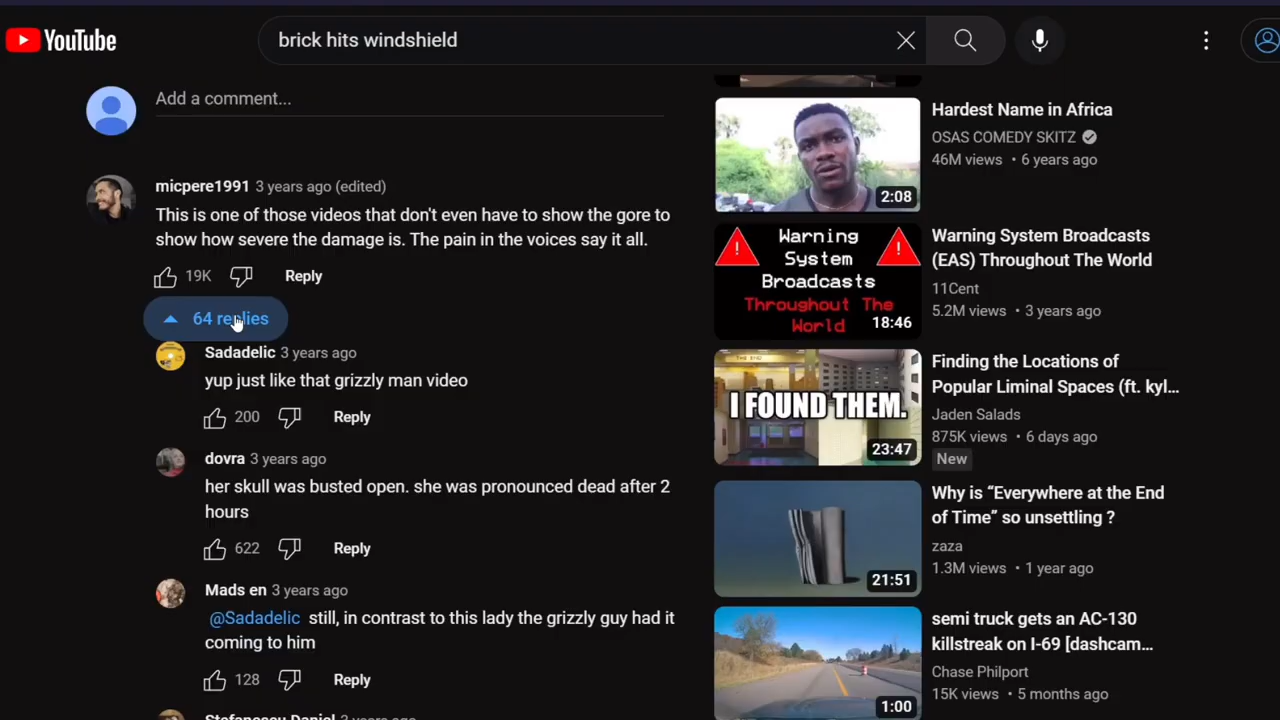 YouTube
brick hits windshield
Add a comment...
micpere1991 3 years ago (edited)
This is one of those videos that don't even have to show the gore to
show how severe the damage is. The pain in the voices say it all.
19K Reply
64 replies
Sadadelic 3 years ago
yup just like that grizzly man video
200 Reply
dovra 3 years ago
her skull was busted open. she was pronounced dead after 2
hours
622 Reply
Mads en 3 years ago
@Sadadelic still, in contrast to this lady the grizzly guy had it
coming to him
128 Reply
Stefanescu Daniel 3 years ago
2:08
Hardest Name in Africa
OSAS COMEDY SKITZ
46M views • 6 years ago
Warning
System
Broadcasts
Throughout The
World
18:46
Warning System Broadcasts
(EAS) Throughout The World
11Cent
5.2M views • 3 years ago
I FOUND THEM.
23:47
Finding the Locations of
Popular Liminal Spaces (ft. kyl...
Jaden Salads
875K views • 6 days ago
New
21:51
Why is “Everywhere at the End
of Time” so unsettling ?
zaza
1.3M views • 1 year ago
1:00
semi truck gets an AC-130
killstreak on I-69 [dashcam...
Chase Philport
15K views • 5 months ago